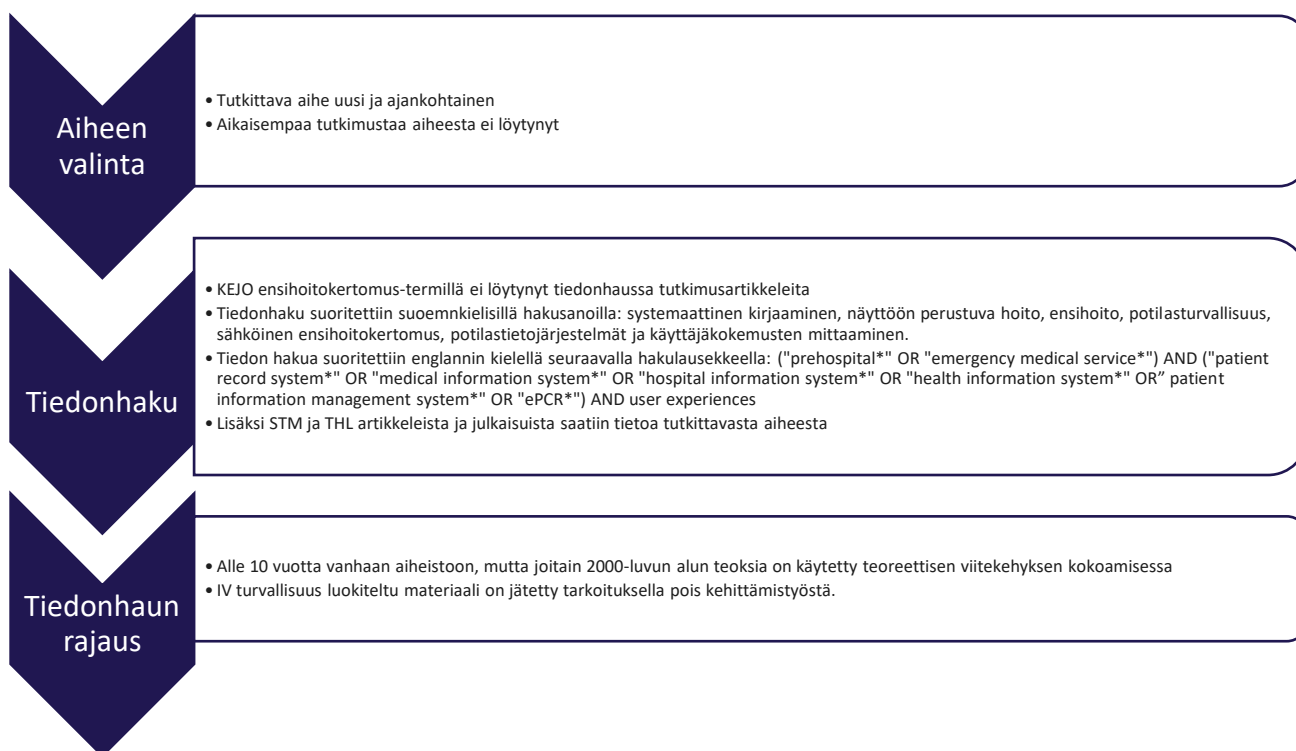 Aiheen
valinta
• Tutkittava aihe uusi ja ajankohtainen
• Aikaisempaa tutkimustaa aiheesta ei löytynyt
Tiedonhaku
• KEJO ensihoitokertomus-termillä ei löytynyt tiedonhaussa tutkimusartikkeleita
• Tiedonhaku suoritettiin suoemnkielisillä hakusanoilla: systemaattinen kirjaaminen, näyttöön perustuva hoito, ensihoito, potilasturvallisuus,
sähköinen ensihoitokertomus, potilastietojärjestelmät ja käyttäjäkokemusten mittaaminen.
• Tiedon hakua suoritettiin englannin kielellä seuraavalla hakulausekkeella: ("prehospital*" OR "emergency medical service*") AND ("patient
record system*" OR "medical information system*" OR "hospital information system*" OR "health information system*" OR” patient
information management system*" OR "ePCR*") AND user experiences
• Lisäksi STM ja THL artikkeleista ja julkaisuista saatiin tietoa tutkittavasta aiheesta
Tiedonhaun
rajaus
• Alle 10 vuotta vanhaan aiheistoon, mutta joitain 2000-luvun alun teoksia on käytetty teoreettisen viitekehyksen kokoamisessa
• IV turvallisuus luokiteltu materiaali on jätetty tarkoituksella pois kehittämistyöstä.